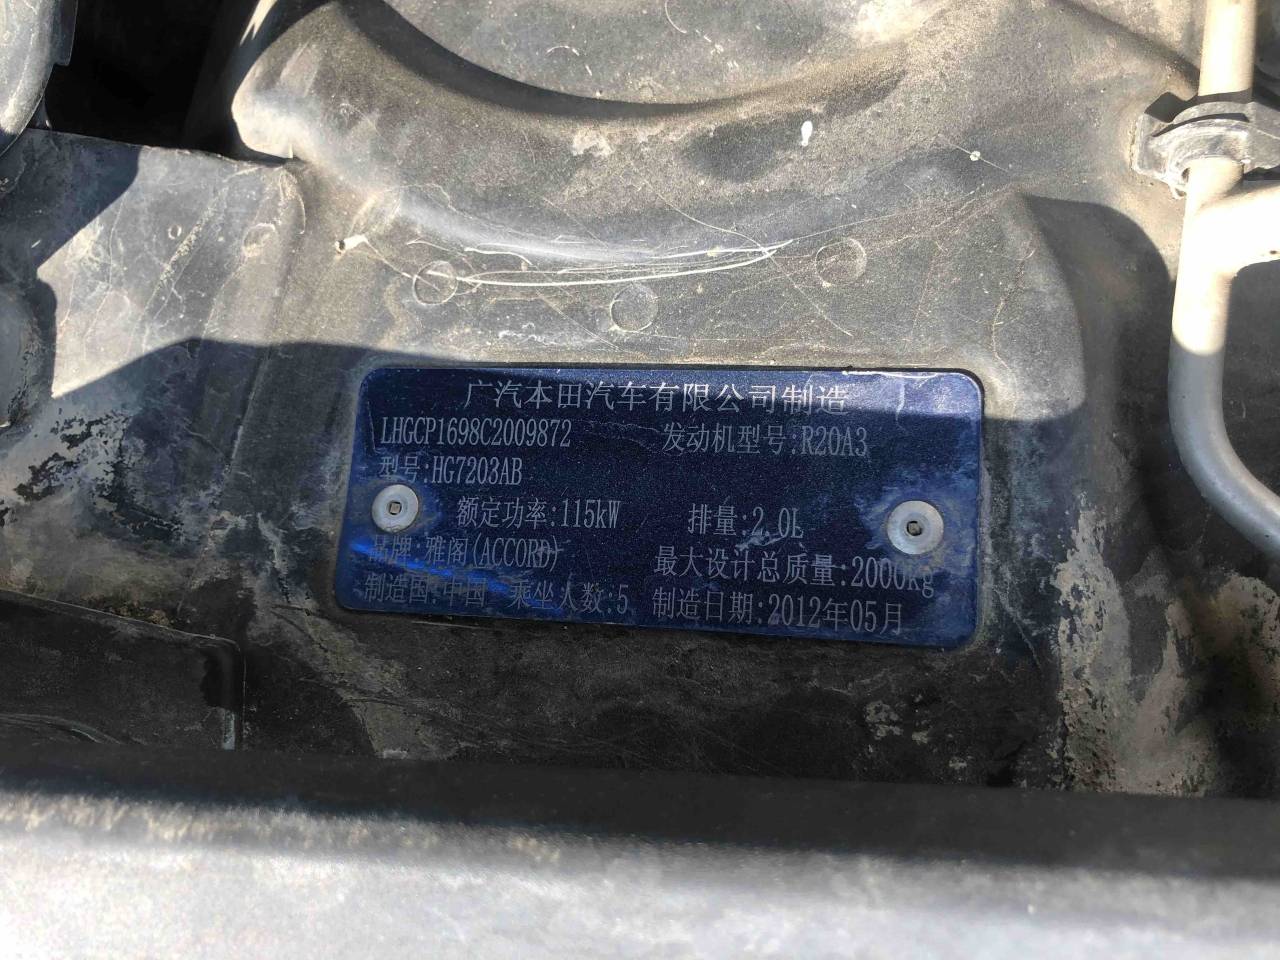 广汽本田汽车有限公司制造
LHGCP1698C2009872 发动机型号:R20A3
型号:HG7203AB
额定功率:115kW 排量:2.0L
品牌:雅阁(ACCORD) 最大设计总质量:2000kg
制造国:中国 乘坐人数:5 制造日期:2012年05月